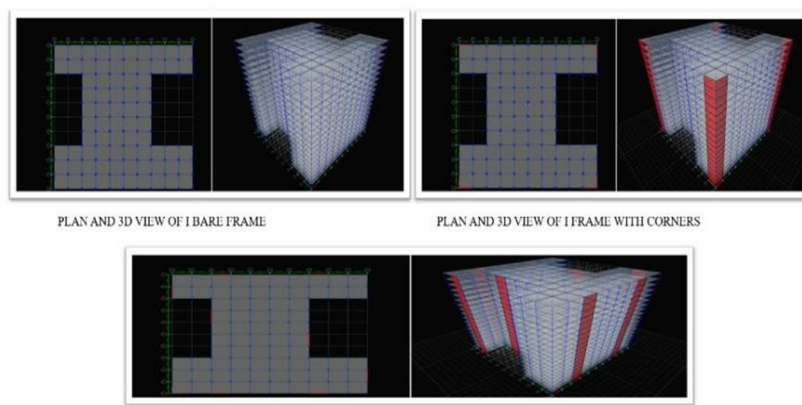 PLAN AND 3D VIEW OF I BARE FRAME
PLAN AND 3D VIEW OF I FRAME WITH CORNERS